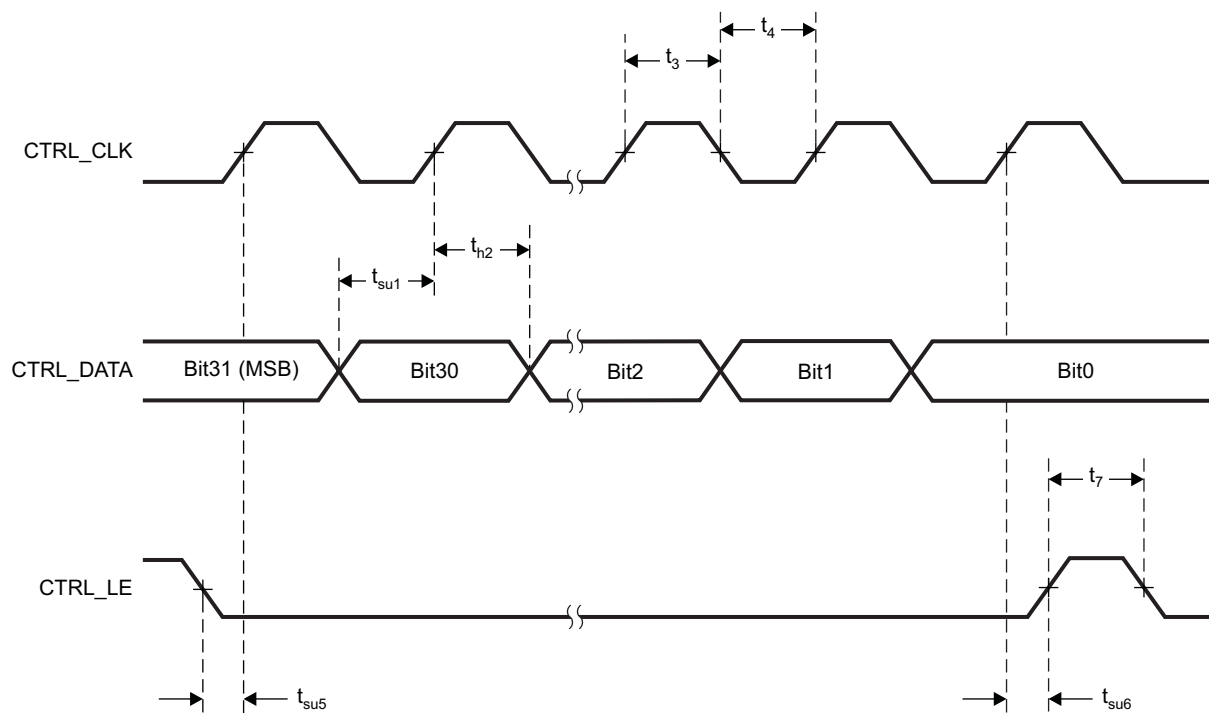 t4
t3
CTRL_CLK
th2
tsu1
CTRL_DATA
Bit31 (MSB)
Bit30
Bit2
Bit1
Bit0
t7
CTRL_LE
tsu5
tsu6